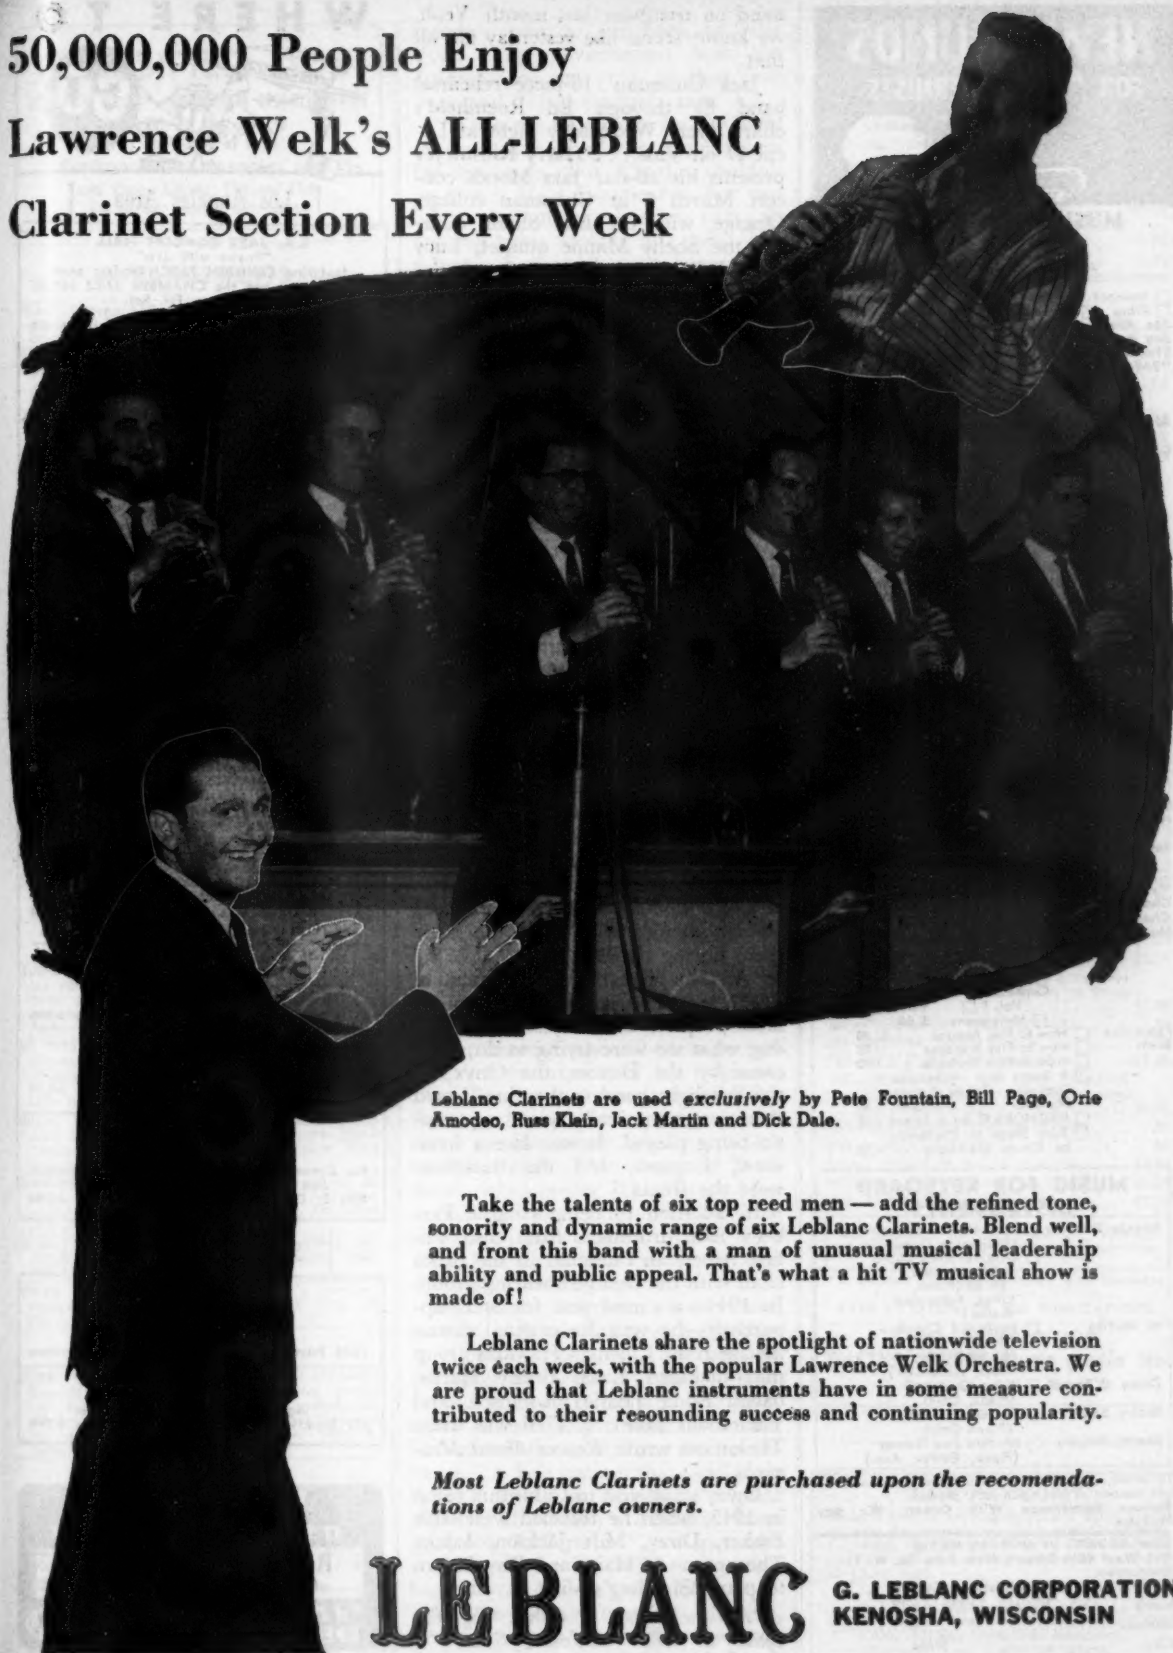 50,000,000 People Enjoy
Lawrence Welk's ALL-LEBLANC
Clarinet Section Every Week
Leblanc Clarinets are used exclusively by Pete Fountain, Bill Page, Orie
Amodeo, Russ Klein, Jack Martin and Dick Dale.
Take the talents of six top reed men — add the refined tone,
sonority and dynamic range of six Leblanc Clarinets. Blend well,
and front this band with a man of unusual musical leadership
ability and public appeal. That's what a hit TV musical show is
made of!
Leblanc Clarinets share the spotlight of nationwide television
twice each week, with the popular Lawrence Welk Orchestra. We
are proud that Leblanc instruments have in some measure con-
tributed to their resounding success and continuing popularity.
Most Leblanc Clarinets are purchased upon the recomenda-
tions of Leblanc owners.
LEBLANC
G. LEBLANC CORPORATION
KENOSHA, WISCONSIN